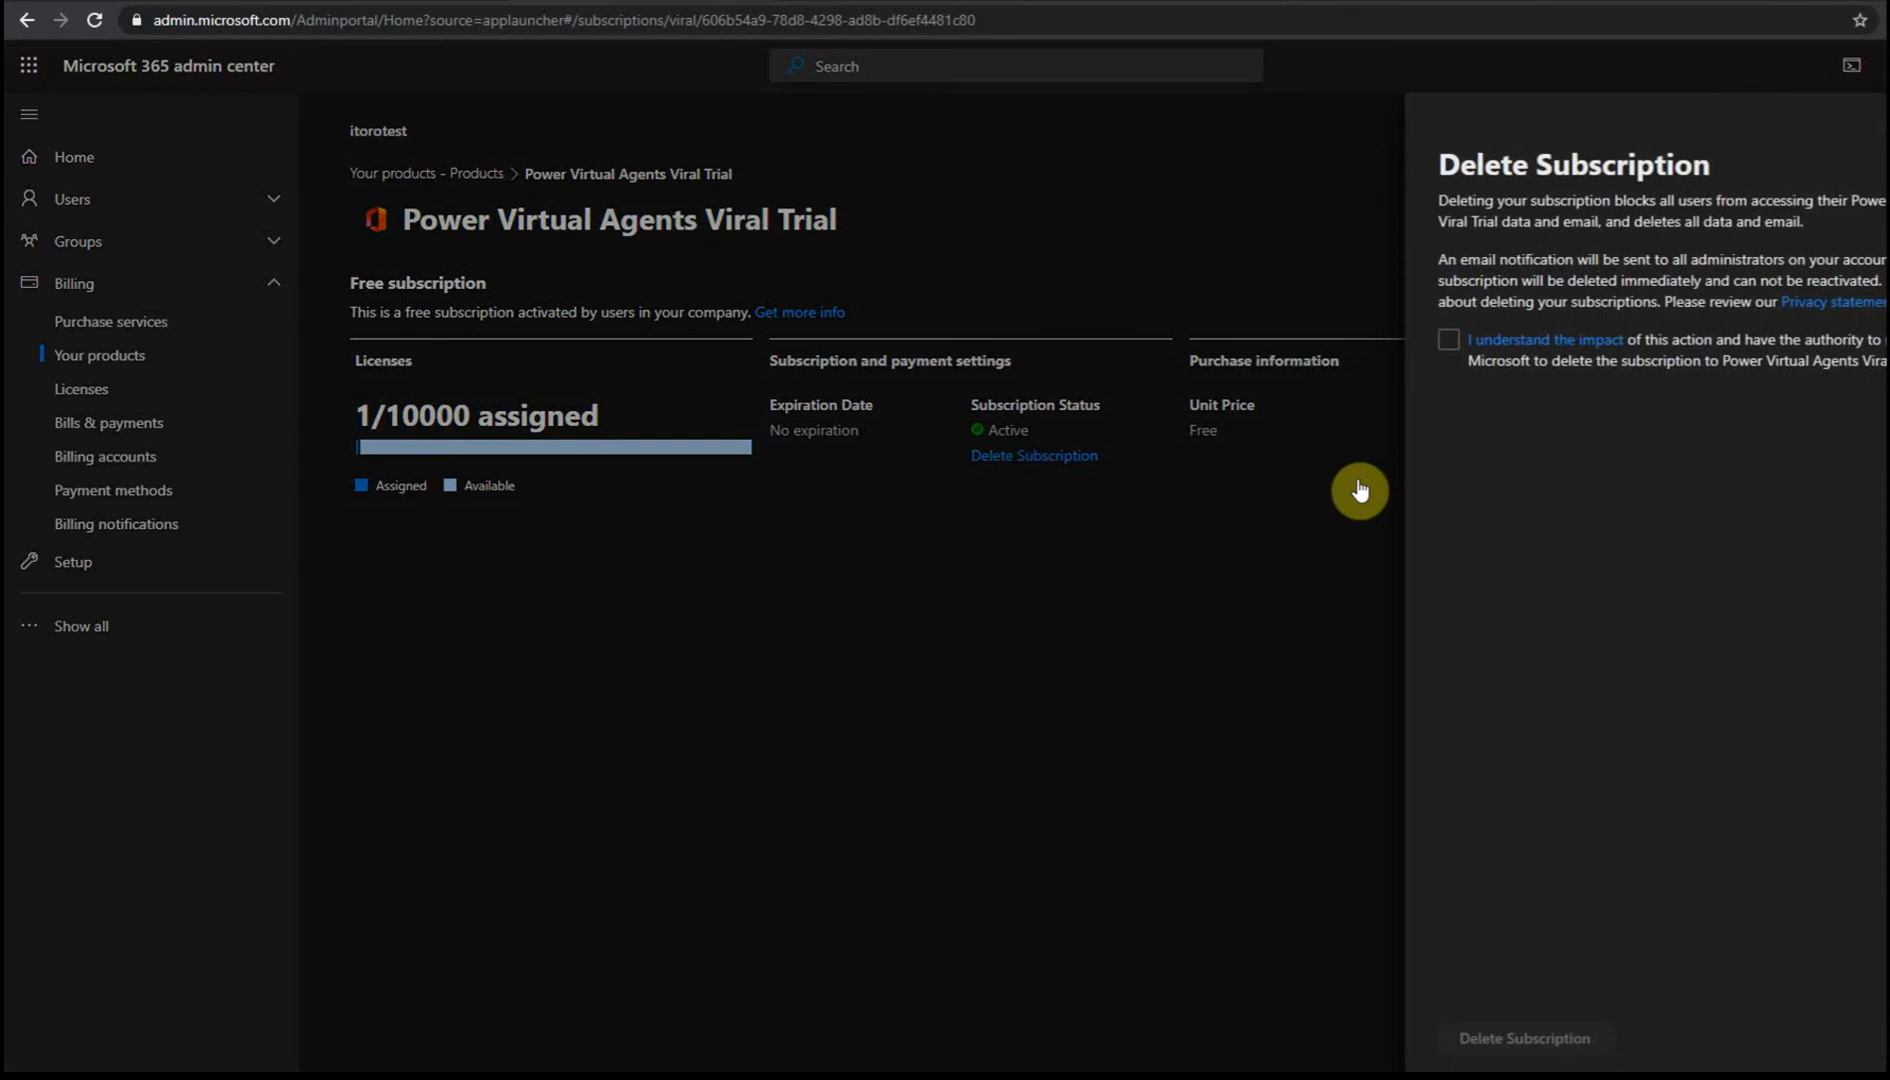 admin.microsoft.com/Adminportal/Home?source=applauncher#/subscriptions/viral/606b54a9-78d8-4298-ad8b-df6ef4481c80
Microsoft 365 admin center
Search
Home
Users
Groups
Billing
Purchase services
Your products
Licenses
Bills & payments
Billing accounts
Payment methods
Billing notifications
Setup
Show all
itorotest
Your products - Products > Power Virtual Agents Viral Trial
Power Virtual Agents Viral Trial
Free subscription
This is a free subscription activated by users in your company. Get more info
Licenses
1/10000 assigned
Assigned Available
Subscription and payment settings
Expiration Date
No expiration
Subscription Status
Active
Delete Subscription
Purchase information
Unit Price
Free
Delete Subscription
Deleting your subscription blocks all users from accessing their Powe
Viral Trial data and email, and deletes all data and email.
An email notification will be sent to all administrators on your accour
subscription will be deleted immediately and can not be reactivated.
about deleting your subscriptions. Please review our Privacy stateme
I understand the impact of this action and have the authority to
Microsoft to delete the subscription to Power Virtual Agents Vira
Delete Subscription